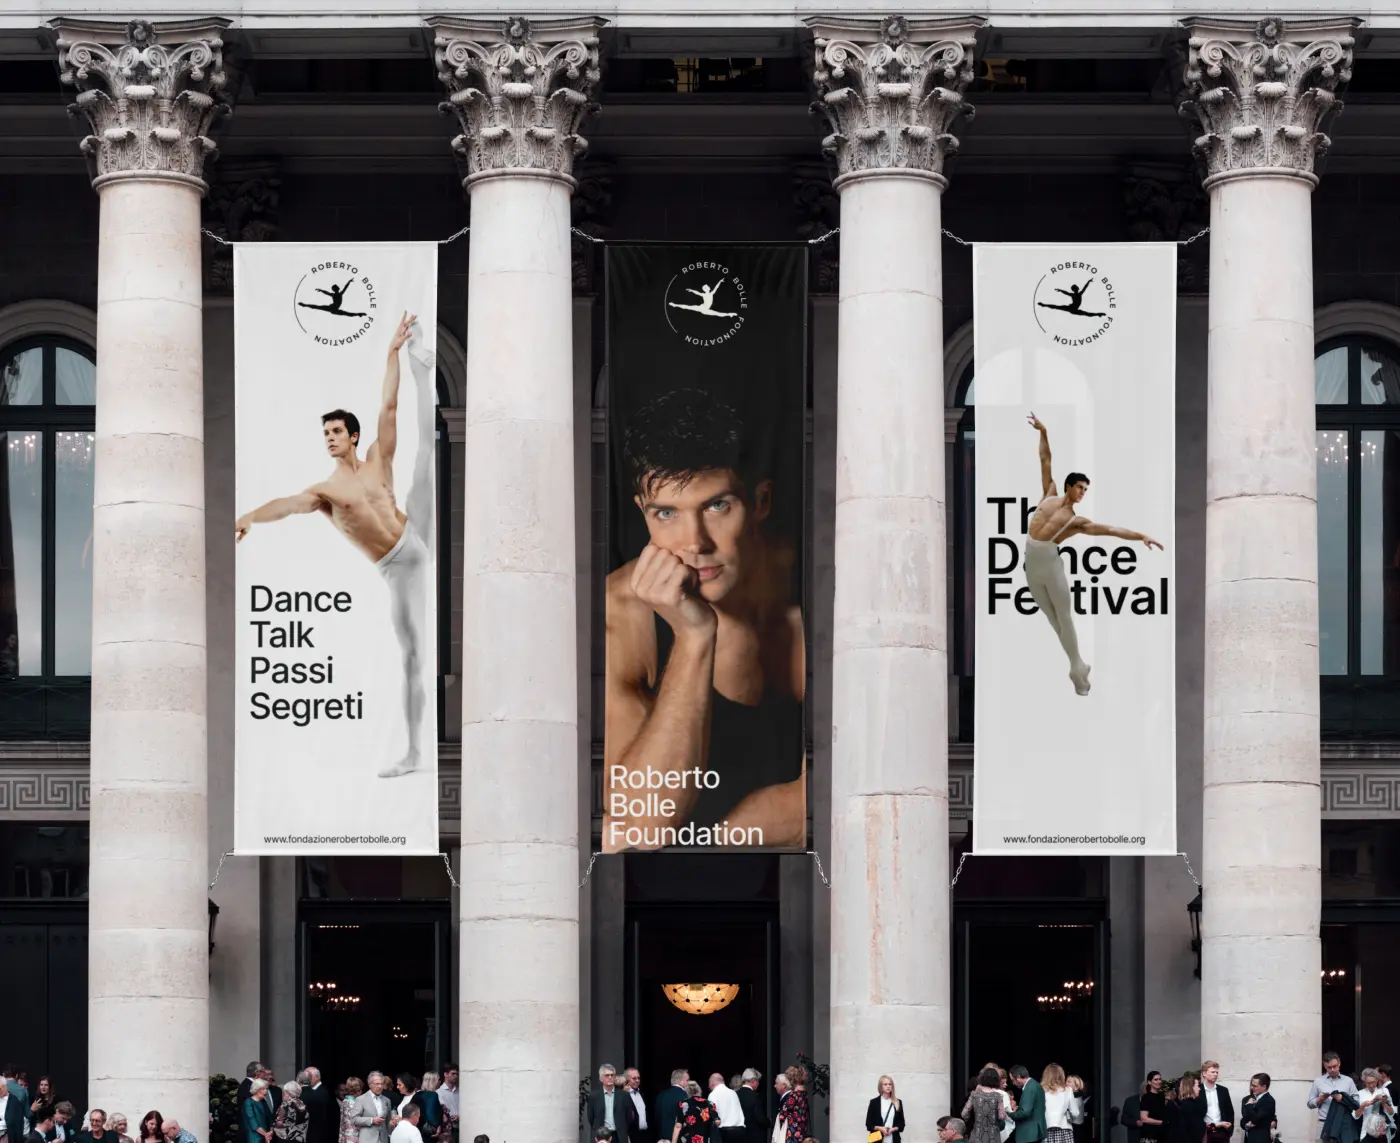 ROBERTO BOLLE FOUNDATION
Dance
Talk
Passi
Segreti
www.fondazionerobertobolle.org
ROBERTO BOLLE FOUNDATION
Roberto
Bolle
Foundation
ROBERTO BOLLE FOUNDATION
The
Dance
Festival
www.fondazionerobertobolle.org